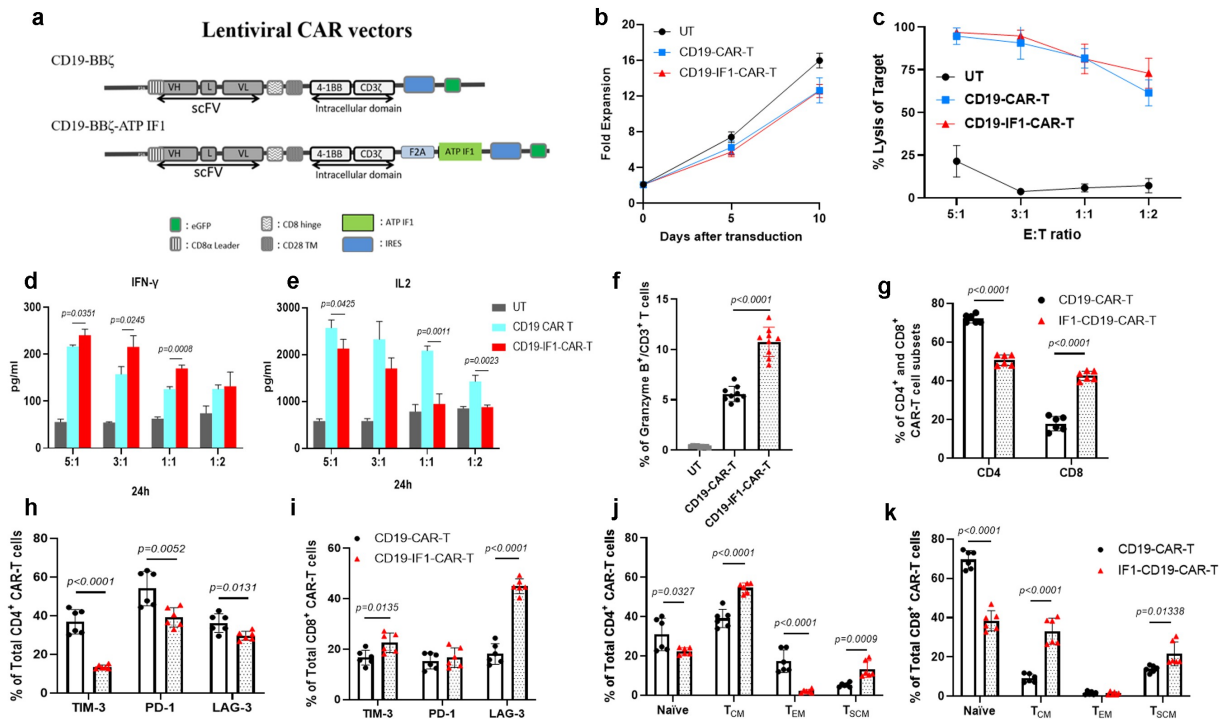 a
Lentiviral CAR vectors
CD19-BBζ
VH L VL 4-1BB CD3ζ
scFV Intracellular domain
CD19-BBζ-ATP IF1
VH L VL 4-1BB CD3ζ F2A ATP IF1
scFV Intracellular domain
: eGFP : CD8 hinge : ATP IF1
: CD8α Leader : CD28 TM : IRES
b
Fold Expansion
20
16
12
8
4
0
0 5 10
Days after transduction
UT
CD19-CAR-T
CD19-IF1-CAR-T
c
% Lysis of Target
100
75
50
25
0
5:1 3:1 1:1 1:2
E:T ratio
UT
CD19-CAR-T
CD19-IF1-CAR-T
d
IFN-γ
pg/ml
300
200
100
0
p=0.0351
p=0.0245
p=0.0008
5:1 3:1 1:1 1:2
24h
e
IL2
pg/ml
3000
2000
1000
0
p=0.0425
p=0.0011
p=0.0023
5:1 3:1 1:1 1:2
24h
UT
CD19 CAR T
CD19-IF1-CAR-T
f
% of Granzyme B⁺/CD3⁺ T cells
15
10
5
0
p<0.0001
UT
CD19-CAR-T
CD19-IF1-CAR-T
g
% of CD4⁺ and CD8⁺
CAR-T cell subsets
80
60
40
20
0
p<0.0001
p<0.0001
CD4 CD8
CD19-CAR-T
IF1-CD19-CAR-T
h
% of Total CD4⁺ CAR-T cells
80
60
40
20
0
p<0.0001
p=0.0052
p=0.0131
TIM-3 PD-1 LAG-3
i
% of Total CD8⁺ CAR-T cells
60
40
20
0
p=0.0135
p<0.0001
TIM-3 PD-1 LAG-3
CD19-CAR-T
CD19-IF1-CAR-T
j
% of Total CD4⁺ CAR-T cells
80
60
40
20
0
p=0.0327
p<0.0001
p<0.0001
p=0.0009
Naïve TCM TEM TSCM
k
% of Total CD8⁺ CAR-T cells
80
60
40
20
0
p<0.0001
p<0.0001
p=0.01338
Naïve TCM TEM TSCM
CD19-CAR-T
IF1-CD19-CAR-T